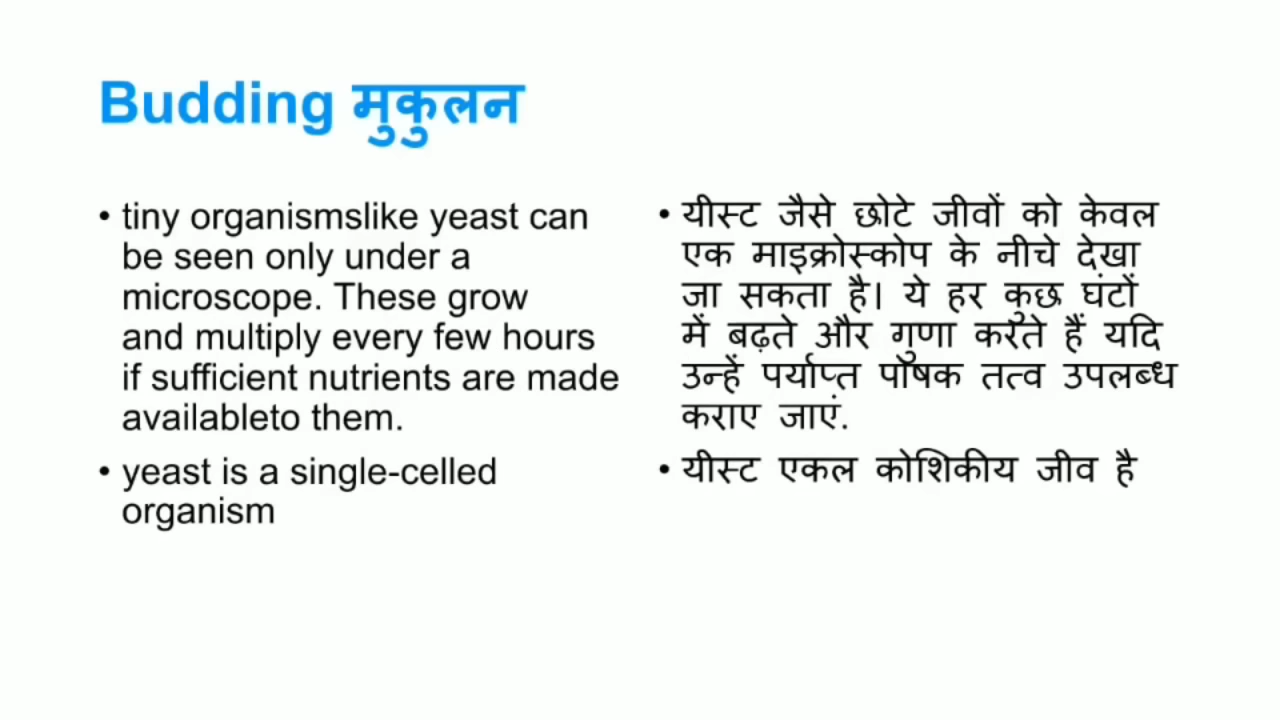 Budding मुकुलन
• tiny organismslike yeast can
be seen only under a
microscope. These grow
and multiply every few hours
if sufficient nutrients are made
availableto them.
• yeast is a single-celled
organism
• यीस्ट जैसे छोटे जीवों को केवल
एक माइक्रोस्कोप के नीचे देखा
जा सकता है। ये हर कुछ घंटों
में बढ़ते और गुणा करते हैं यदि
उन्हें पर्याप्त पोषक तत्व उपलब्ध
कराए जाएं.
• यीस्ट एकल कोशिकीय जीव है